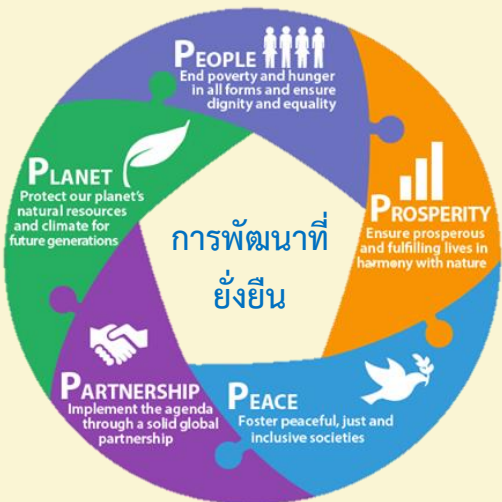 PEOPLE
End poverty and hunger
in all forms and ensure
dignity and equality
PROSPERITY
Ensure prosperous
and fulfilling lives in
harmony with nature
PEACE
Foster peaceful, just and
inclusive societies
PARTNERSHIP
Implement the agenda
through a solid global
partnership
PLANET
Protect our planet's
natural resources
and climate for
future generations
การพัฒนาที่
ยั่งยืน